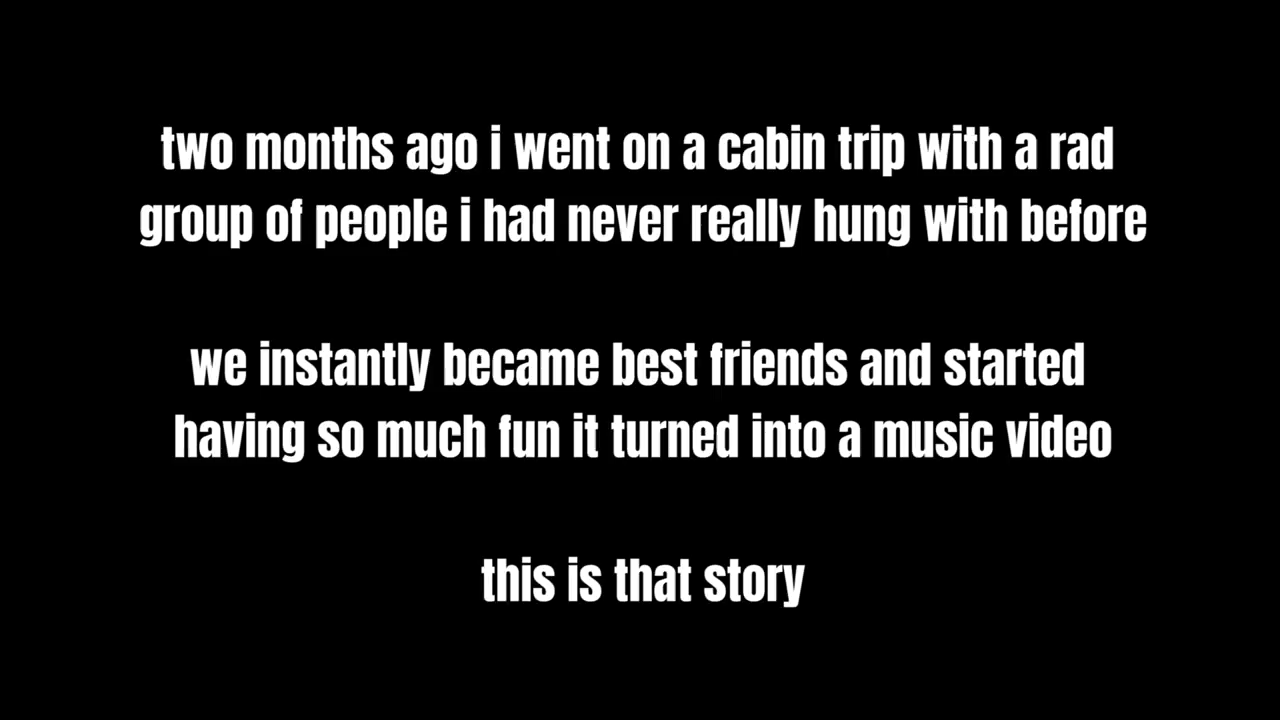 two months ago i went on a cabin trip with a rad
group of people i had never really hung with before
we instantly became best friends and started
having so much fun it turned into a music video
this is that story